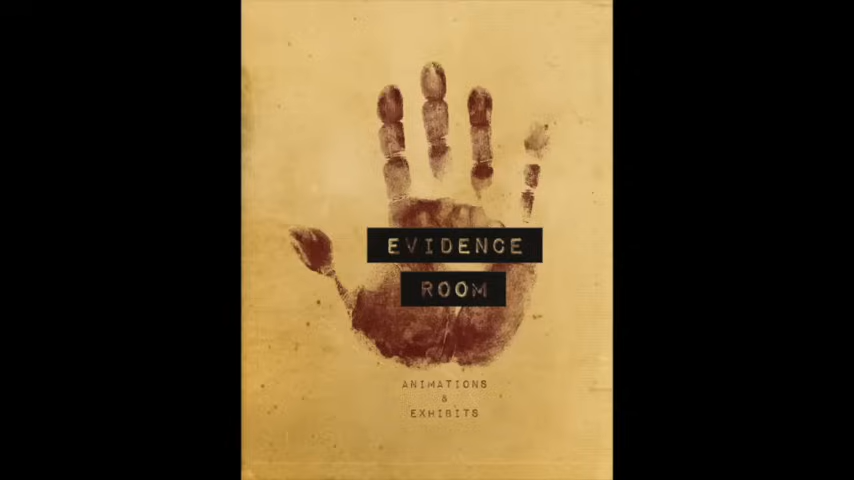 EVIDENCE
ROOM
ANIMATIONS
&
EXHIBITS